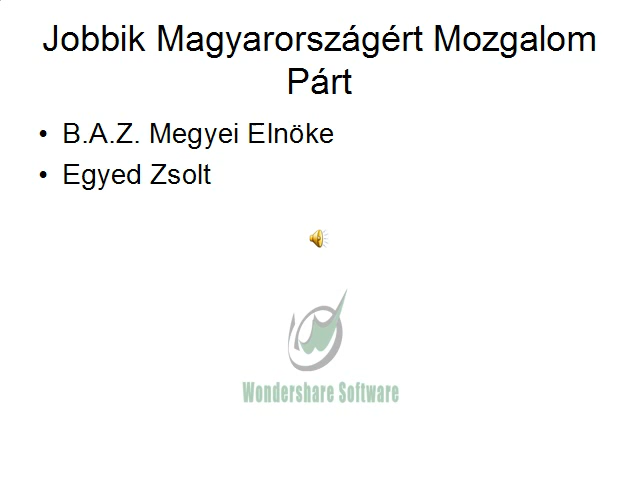 Jobbik Magyarországért Mozgalom
Párt
• B.A.Z. Megyei Elnöke
• Egyed Zsolt
Wondershare Software